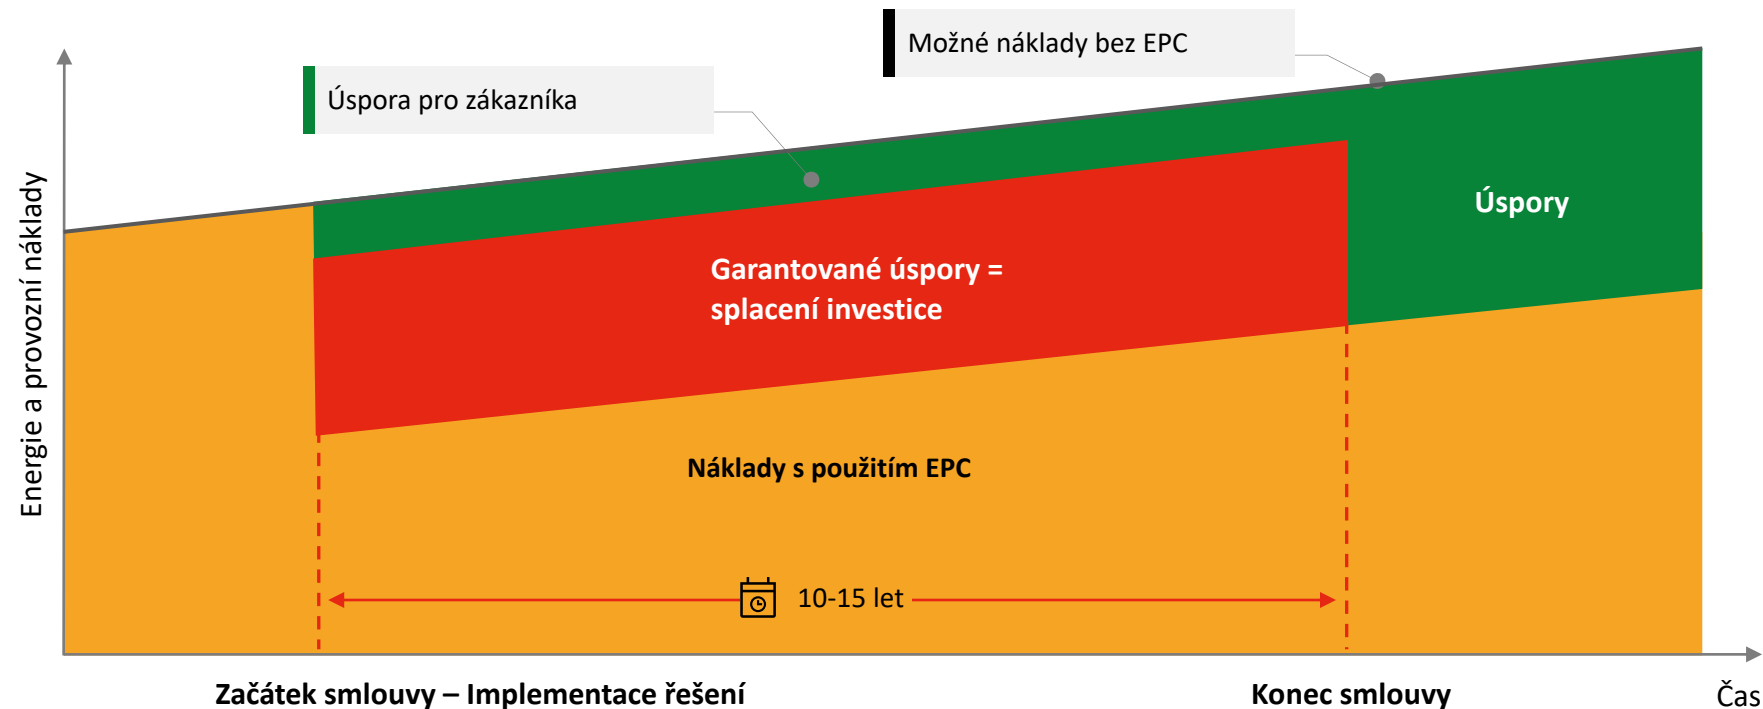 Možné náklady bez EPC
Úspora pro zákazníka
Energie a provozní náklady
Úspory
Garantované úspory =
splacení investice
Náklady s použitím EPC
10-15 let
Začátek smlouvy – Implementace řešení
Konec smlouvy
Čas